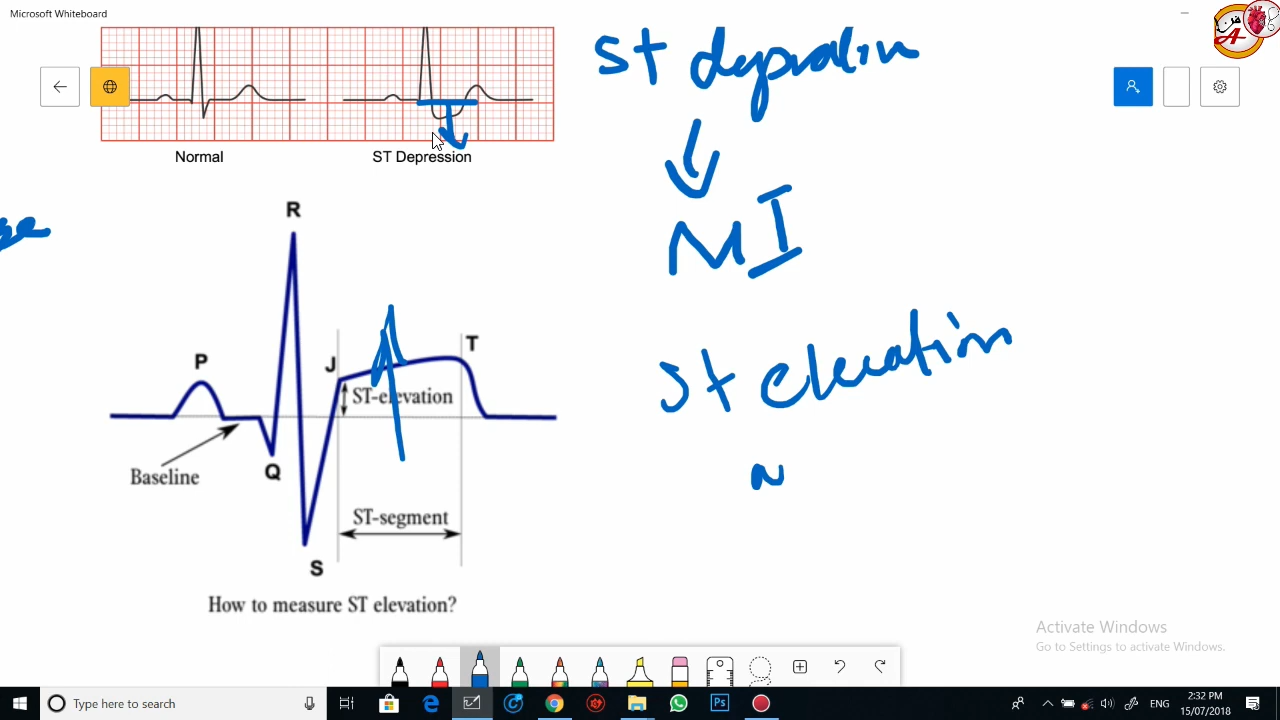 Microsoft Whiteboard
Normal
ST Depression
St
MI
St elevation
R
P
J
T
ST-elevation
Baseline
Q
ST-segment
S
How to measure ST elevation?
Activate Windows
Go to Settings to activate Windows.
Type here to search
ENG
2:32 PM
15/07/2018